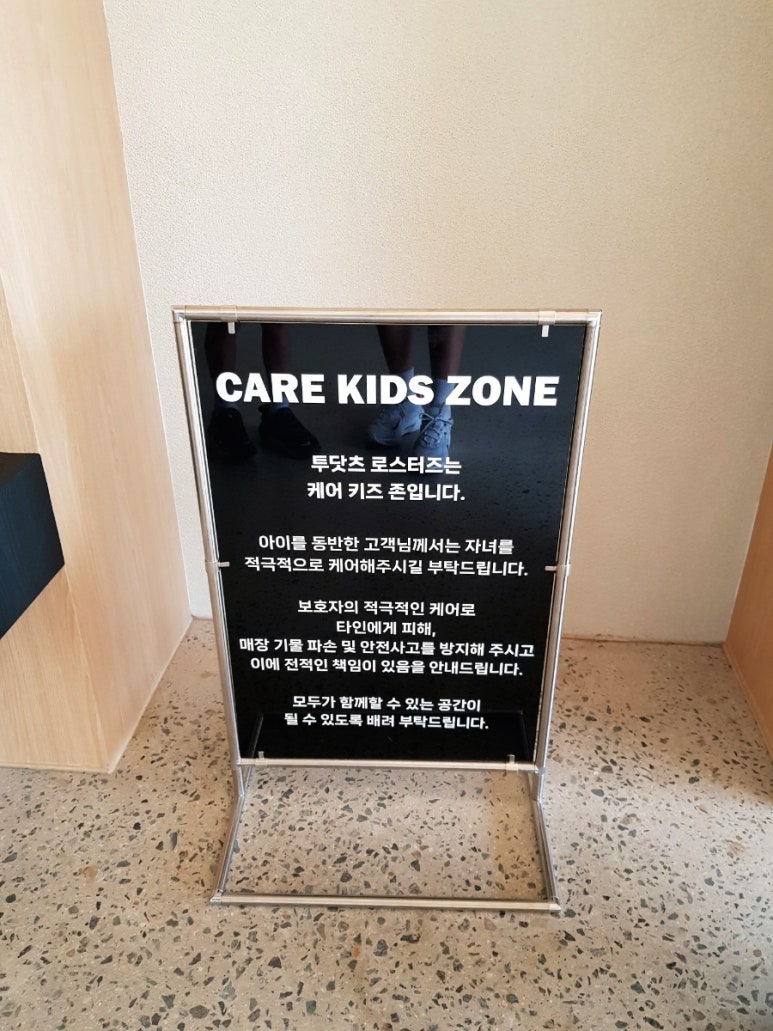 CARE KIDS ZONE
투닷츠 로스터즈는
케어 키즈 존입니다.
아이를 동반한 고객님께서는 자녀를
적극적으로 케어해주시길 부탁드립니다.
보호자의 적극적인 케어로
타인에게 피해,
매장 기물 파손 및 안전사고를 방지해 주시고
이에 전적인 책임이 있음을 안내드립니다.
모두가 함께할 수 있는 공간이
될 수 있도록 배려 부탁드립니다.